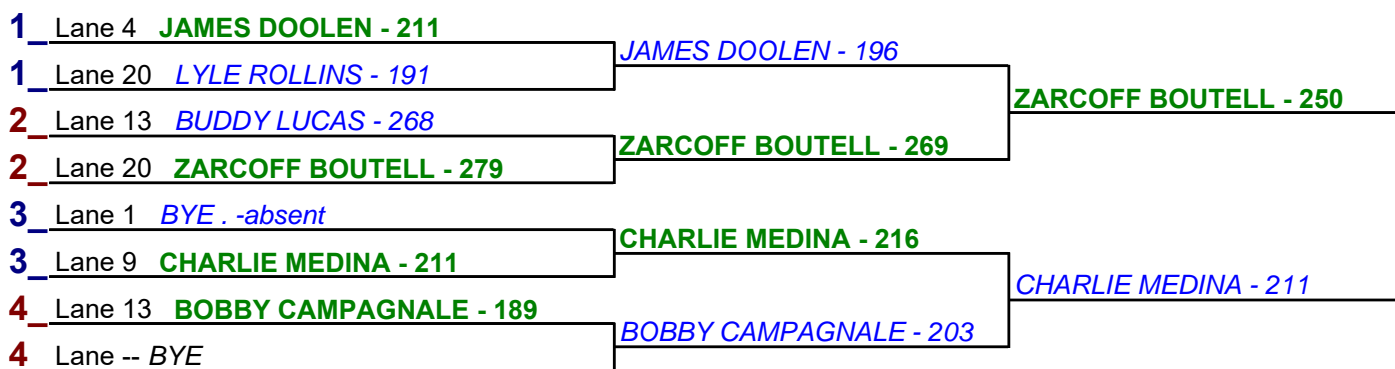 1_ Lane 4 JAMES DOOLEN - 211
JAMES DOOLEN - 196
1_ Lane 20 LYLE ROLLINS - 191
ZARCOFF BOUTELL - 250
2_ Lane 13 BUDDY LUCAS - 268
ZARCOFF BOUTELL - 269
2_ Lane 20 ZARCOFF BOUTELL - 279
3_ Lane 1 BYE . -absent
CHARLIE MEDINA - 216
3_ Lane 9 CHARLIE MEDINA - 211
CHARLIE MEDINA - 211
4_ Lane 13 BOBBY CAMPAGNALE - 189
BOBBY CAMPAGNALE - 203
4 Lane -- BYE